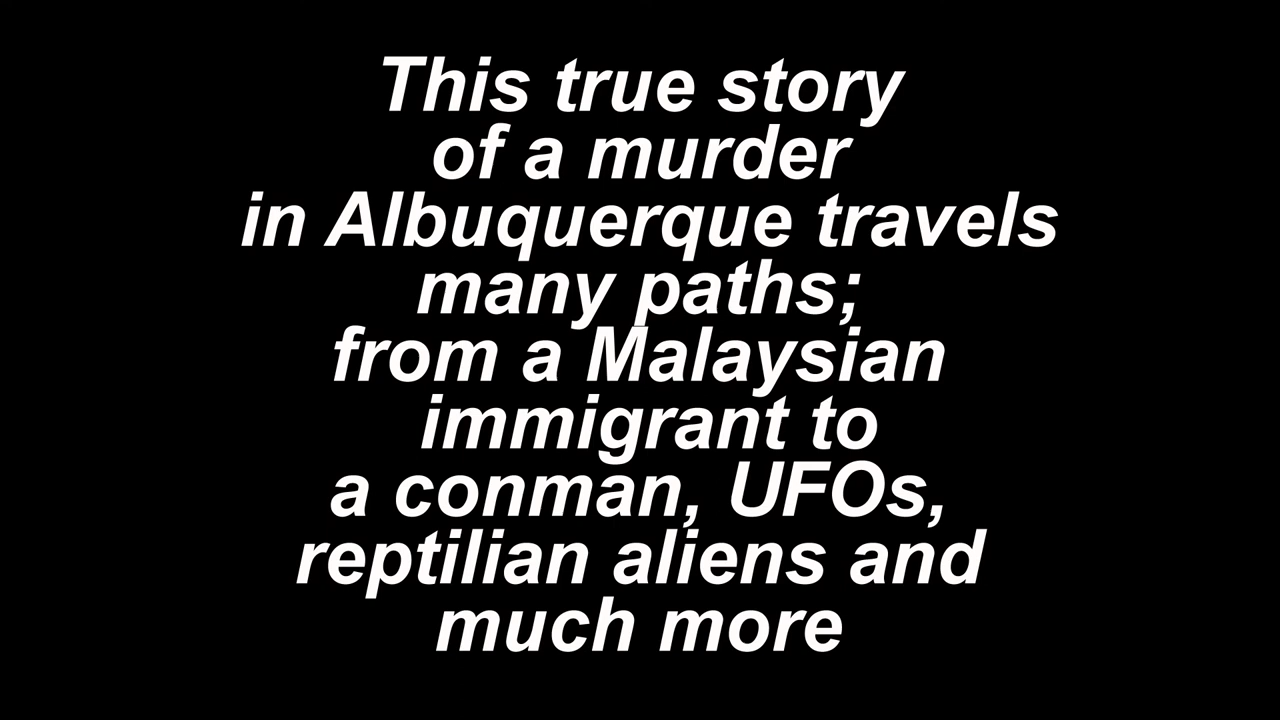 This true story
of a murder
in Albuquerque travels
many paths;
from a Malaysian
immigrant to
a conman, UFOs,
reptilian aliens and
much more